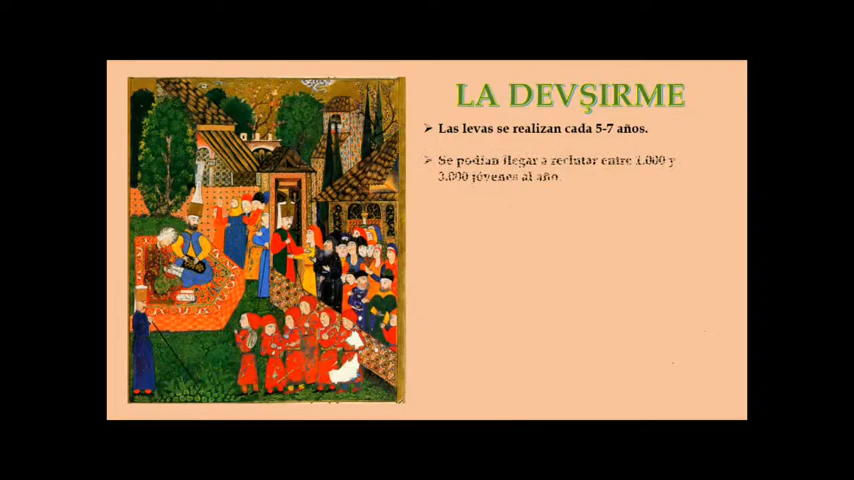 LA DEVŞIRME
➢ Las levas se realizan cada 5-7 años.
➢ Se podían llegar a reclutar entre 1.000 y
3.000 jóvenes al año.